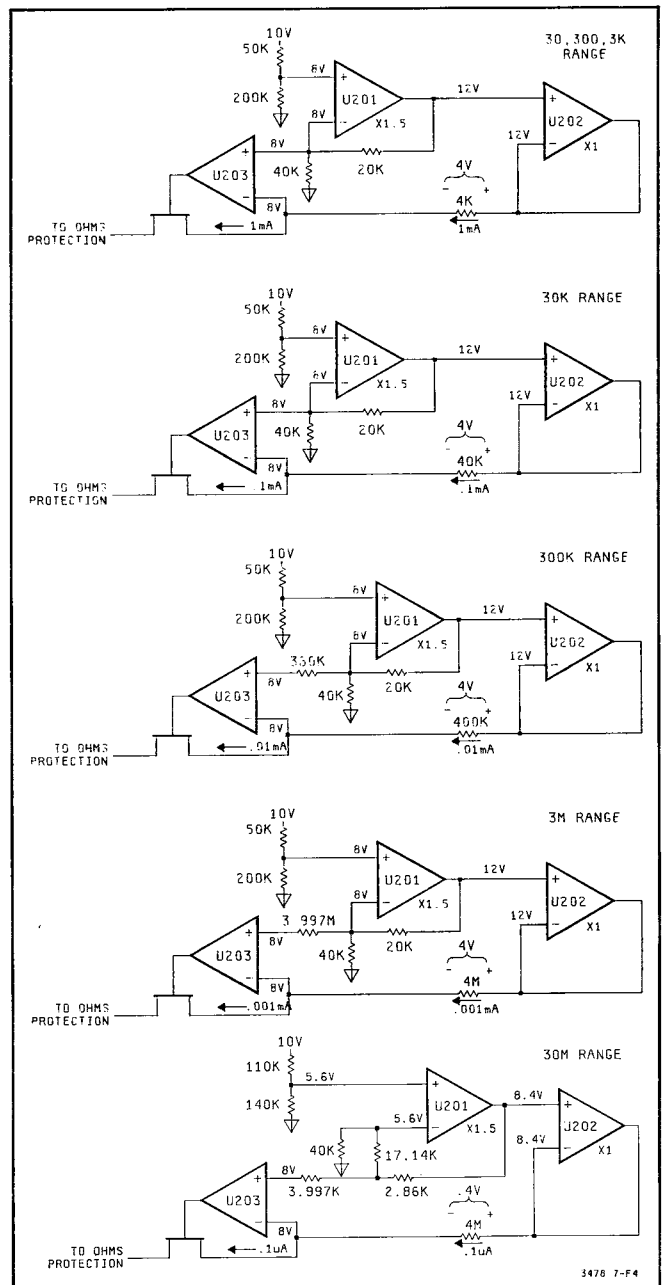 10V
30,300,3K
RANGE
50K
8V
+
12V
+
200K
8V
-
U201
X1.5
12V
-
U202
X1
8V
+
U203
40K
20K
4V
- +
-
8V
4K
1mA
1mA
TO OHMS
PROTECTION
10V
30K RANGE
50K
8V
+
12V
+
200K
-
U201
X1.5
12V
-
U202
X1
8V
+
U203
40K
20K
4V
- +
-
8V
40K
.1mA
.1mA
TO OHMS
PROTECTION
10V
300K RANGE
50K
+
12V
+
200K
-
U201
X1.5
12V
-
U202
X1
8V
+
U203
40K
20K
4V
- +
-
8V
400K
.01mA
.01mA
TO OHMS
PROTECTION
10V
3M RANGE
50K
8V
+
12V
+
200K
8V
-
U201
X1.5
12V
-
U202
X1
3.997M
8V
+
U203
40K
20K
4V
- +
-
8V
4M
.001mA
.001mA
TO OHMS
PROTECTION
10V
30M RANGE
110K
5.6V
+
8.4V
+
140K
5.6V
-
U201
X1.5
8.4V
-
U202
X1
40K
17.14K
8V
+
U203
3.997K
2.86K
.4V
- +
-
8V
4M
.1uA
.1uA
TO OHMS
PROTECTION
3478 7-F4